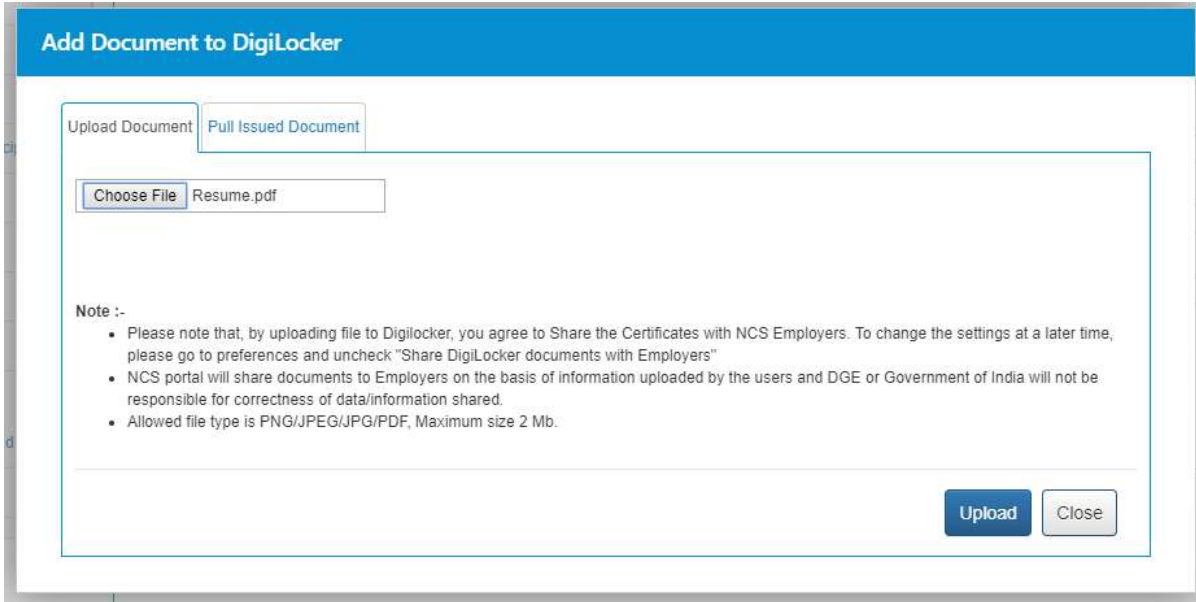 Add Document to DigiLocker
Upload Document
Pull Issued Document
Choose File
Resume.pdf
Note :-
Please note that, by uploading file to Digilocker, you agree to Share the Certificates with NCS Employers. To change the settings at a later time,
please go to preferences and uncheck "Share DigiLocker documents with Employers"
NCS portal will share documents to Employers on the basis of information uploaded by the users and DGE or Government of India will not be
responsible for correctness of data/information shared.
Allowed file type is PNG/JPEG/JPG/PDF, Maximum size 2 Mb.
Upload
Close